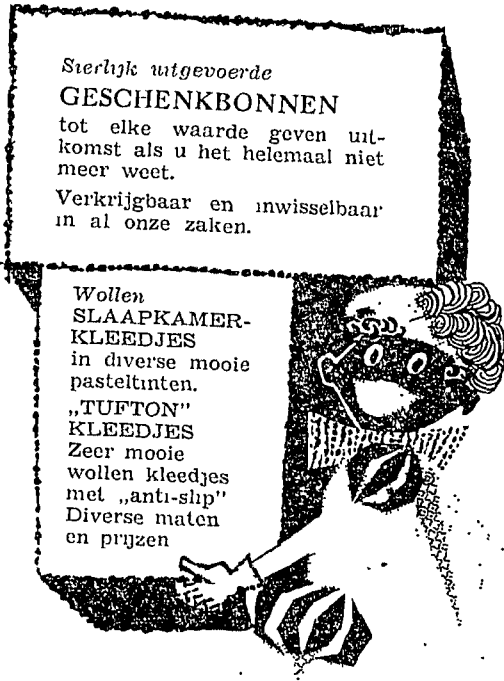 Sierlijk uitgevoerde
GESCHENKBONNEN
tot elke waarde geven uit-
komst als u het helemaal niet
meer weet.
Verkrijgbaar en inwisselbaar
in al onze zaken.
Wollen
SLAAPKAMER-
KLEEDJES
in diverse mooie
pasteltinten.
„TUFTON”
KLEEDJES
Zeer mooie
wollen kleedjes
met „anti-slip”
Diverse maten
en prijzen